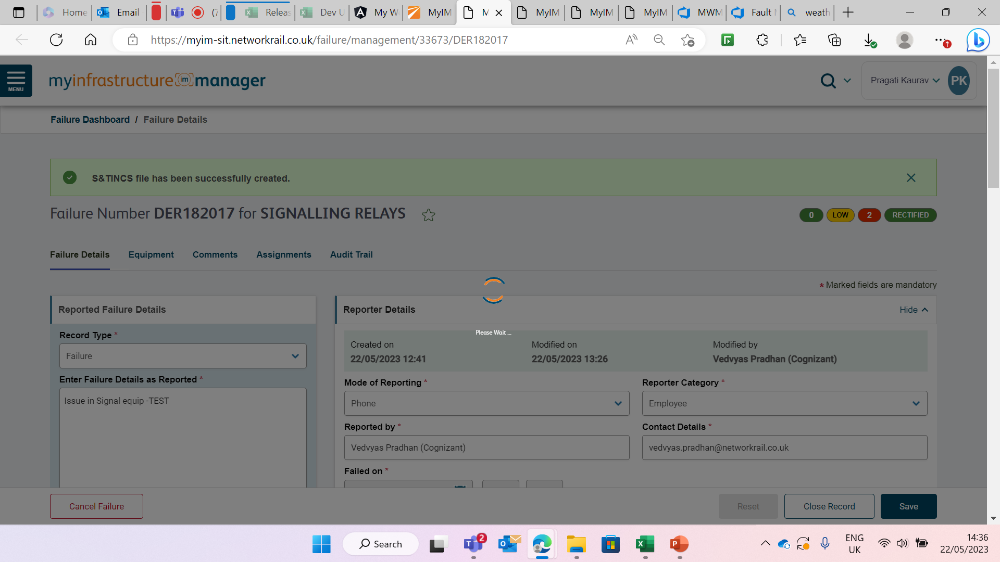 Home
Email
(7
Releas
Dev U
My W
MyIM
M
MyIM
MyIM
MyIM
MWM
Fault
weath
https://myim-sit.networkrail.co.uk/failure/management/33673/DER182017
MENU
myinfrastructure im manager
Pragati Kaurav
PK
Failure Dashboard / Failure Details
S&TINCS file has been successfully created.
Failure Number DER182017 for SIGNALLING RELAYS
0
LOW
2
RECTIFIED
Failure Details
Equipment
Comments
Assignments
Audit Trail
* Marked fields are mandatory
Reported Failure Details
Record Type *
Failure
Enter Failure Details as Reported *
Issue in Signal equip -TEST
Reporter Details
Hide
Please Wait ...
Created on
22/05/2023 12:41
Modified on
22/05/2023 13:26
Modified by
Vedvyas Pradhan (Cognizant)
Mode of Reporting *
Phone
Reporter Category *
Employee
Reported by *
Vedvyas Pradhan (Cognizant)
Contact Details *
vedvyas.pradhan@networkrail.co.uk
Failed on *
Cancel Failure
Reset
Close Record
Save
Search
2
ENG
UK
14:36
22/05/2023